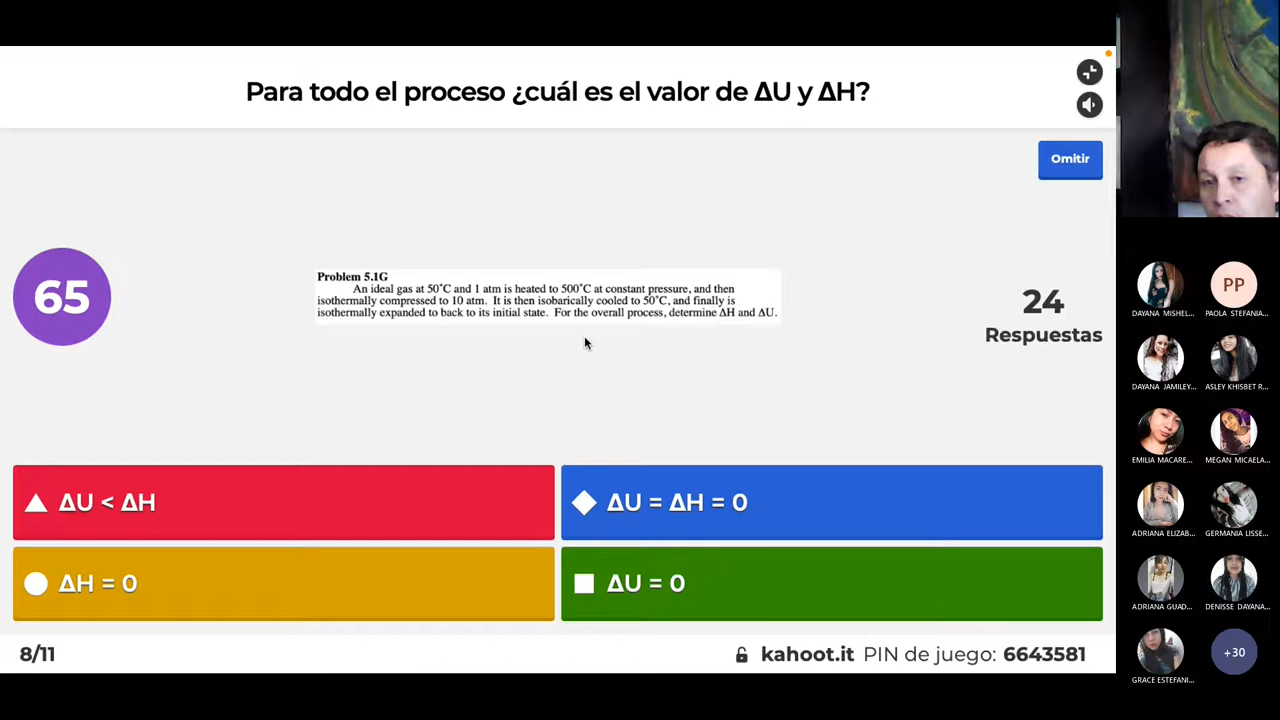 Para todo el proceso ¿cuál es el valor de ΔU y ΔH?
Omitir
65
Problem 5.1G
An ideal gas at 50˚C and 1 atm is heated to 500˚C at constant pressure, and then
isothermally compressed to 10 atm. It is then isobarically cooled to 50˚C, and finally is
isothermally expanded to back to its initial state. For the overall process, determine ΔH and ΔU.
24
Respuestas
ΔU < ΔH
ΔU = ΔH = 0
ΔH = 0
ΔU = 0
8/11
kahoot.it PIN de juego: 6643581
PP
DAYANA MISHEL...
PAOLA STEFANIA...
DAYANA JAMILEY...
ASLEY KHISBET R...
EMILIA MACARE...
MEGAN MICAELA...
ADRIANA ELIZAB...
GERMANIA LISSE...
ADRIANA GUAD...
DENISSE DAYANA...
GRACE ESTEFANI...
+30